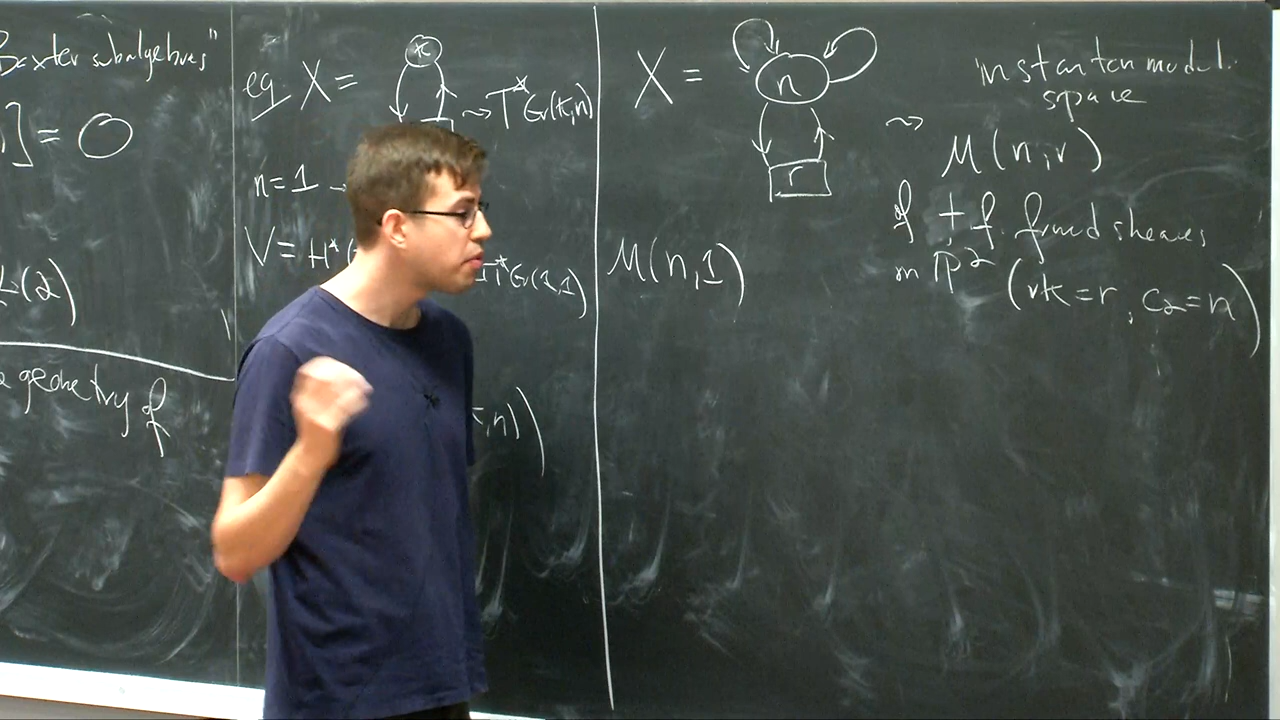 Baxter subalgebras"
] = 0
(2)
geometry of
eg X =
k
⇝ T*Gr(k,n)
n=1
V = H*(
T*Gr(1,1)
,n))
X =
n
r
M(n,1)
instanton moduli
space
⇝
M(n,r)
of t.f. framed sheaves
on P²
(rk=r, c₂=n)